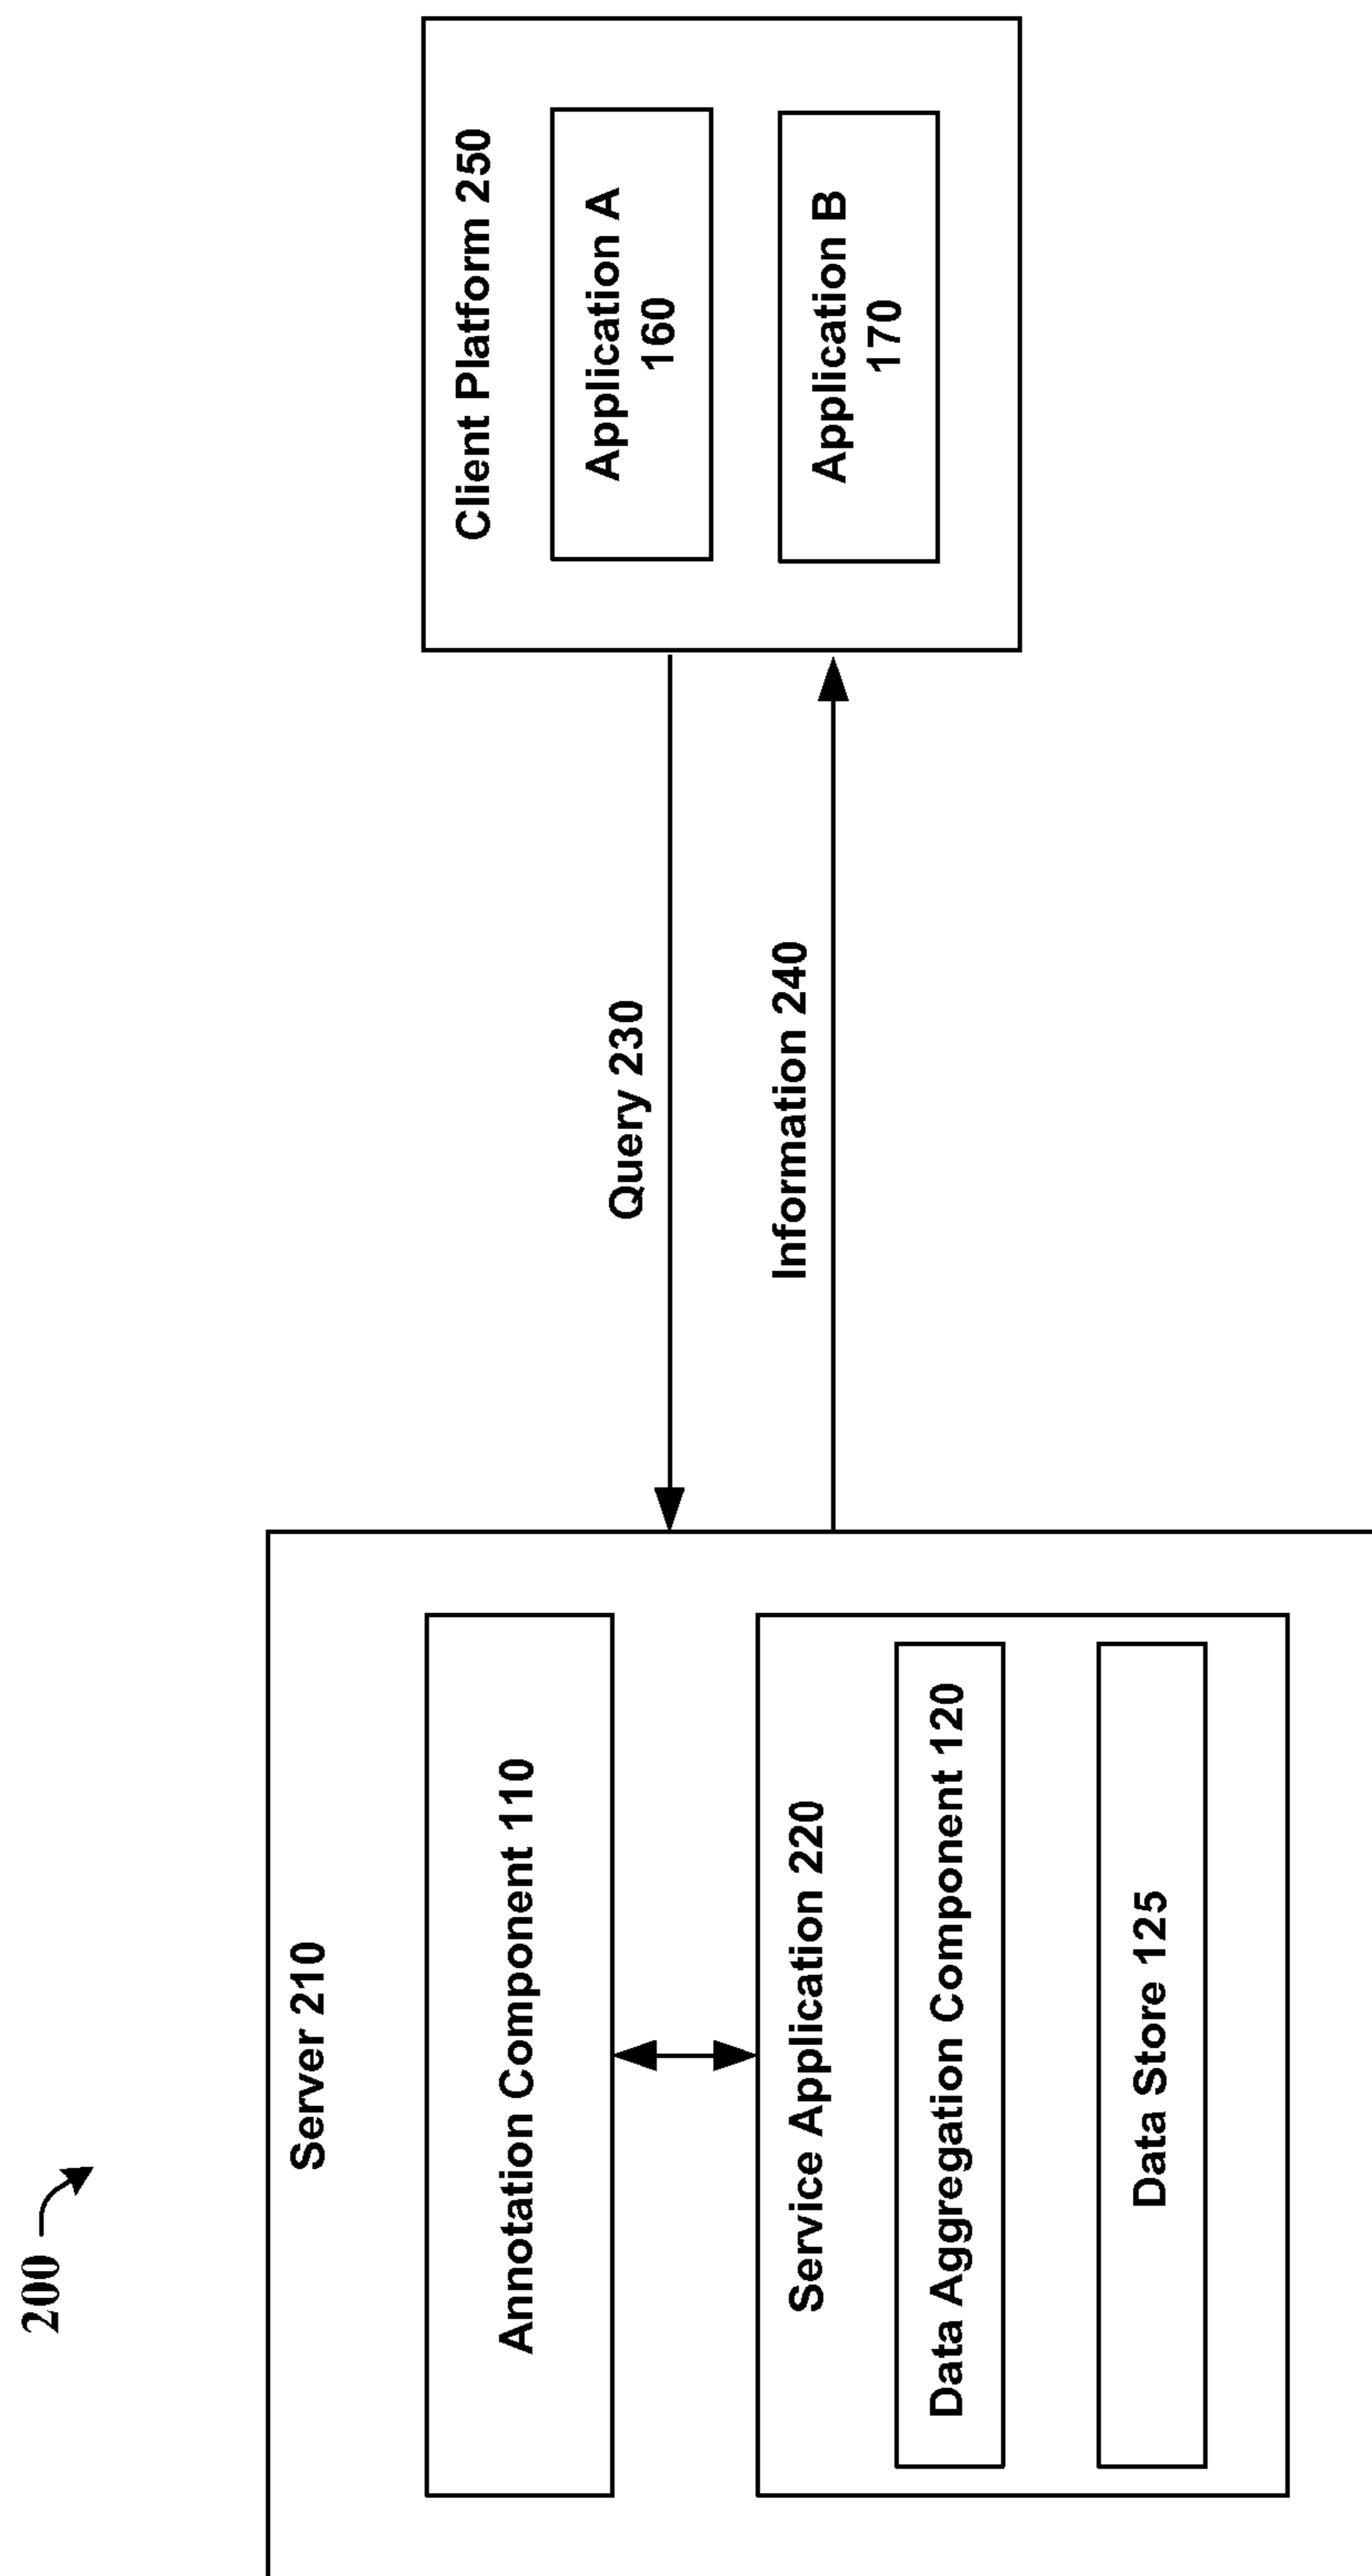 200
Server 210
Annotation Component 110
Service Application 220
Data Aggregation Component 120
Data Store 125
Query 230
Information 240
Client Platform 250
Application A
160
Application B
170